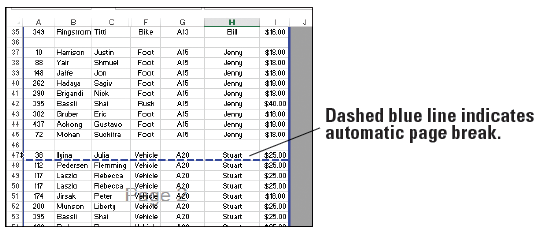 A B C F G H I J
35 349 Ringstrom Titti Bike A13 Bill $16.00
36
37 10 Harrison Justin Foot A15 Jenny $18.00
38 88 Yair Shmuel Foot A15 Jenny $18.00
39 148 Jaffe Jon Foot A15 Jenny $18.00
40 262 Hadaya Sagiv Foot A15 Jenny $18.00
41 290 Brigandi Nick Foot A15 Jenny $18.00
42 395 Bassli Shai Rush A15 Jenny $40.00
43 302 Gruber Eric Foot A15 Jenny $18.00
44 437 Ackong Gustavo Foot A15 Jenny $18.00
45 72 Mohan Suchitra Foot A15 Jenny $18.00
46
47 36 Ilyina Julia Vehicle A20 Stuart $25.00
48 112 Pedersen Flemming Vehicle A20 Stuart $25.00
49 117 Laszlo Rebecca Vehicle A20 Stuart $25.00
50 117 Laszlo Rebecca Vehicle A20 Stuart $25.00
51 174 Jirsak Peter Vehicle A20 Stuart $18.00
52 200 Munson Liberty Vehicle A20 Stuart $25.00
53 395 Bassli Shai Vehicle A20 Stuart $25.00
Page
Dashed blue line indicates
automatic page break.